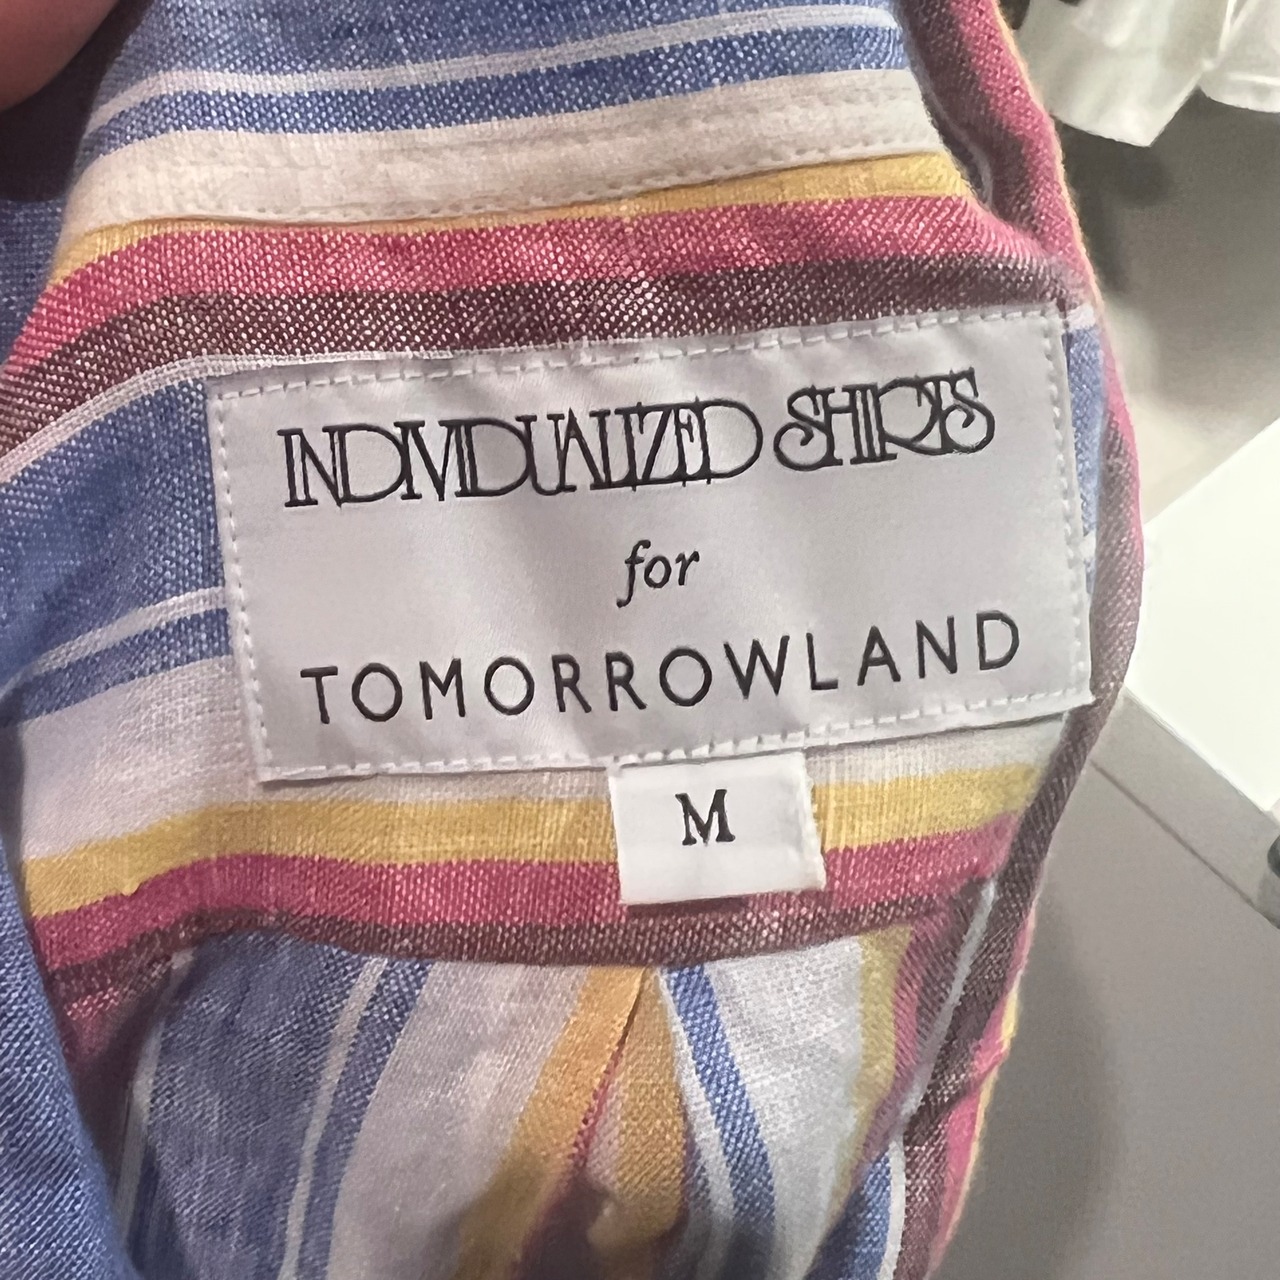 INDIVIDUALIZED SHIRTS
for
TOMORROWLAND
M